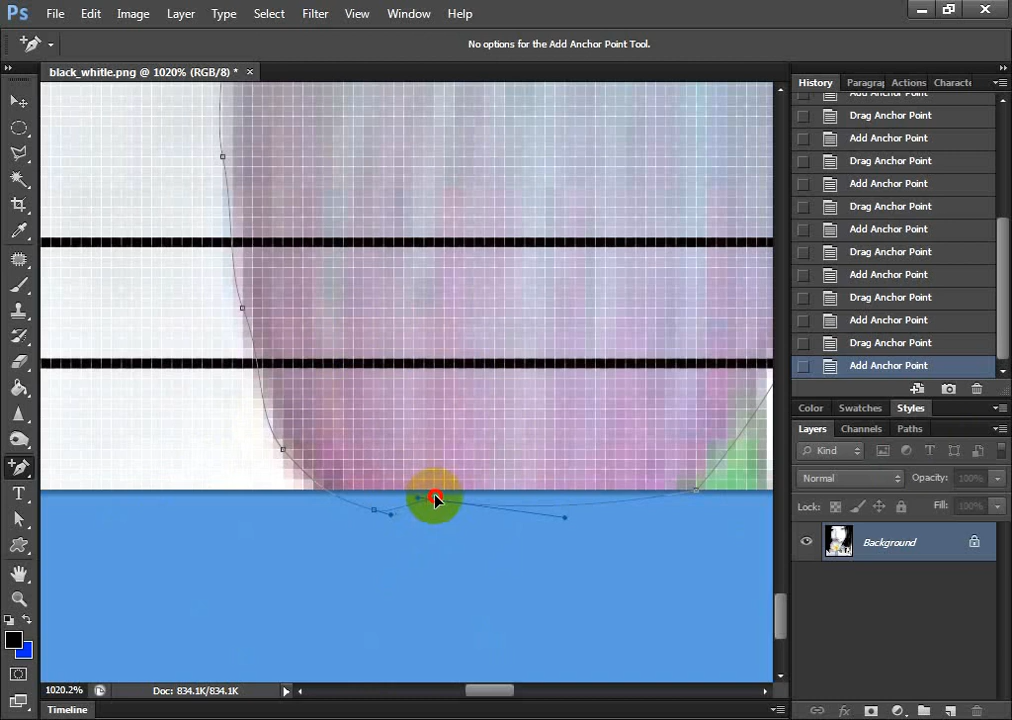 Ps File Edit Image Layer Type Select Filter View Window Help
No options for the Add Anchor Point Tool.
black_whitle.png @ 1020% (RGB/8) *
History Paragra Actions Characte
Add Anchor Point
Drag Anchor Point
Add Anchor Point
Drag Anchor Point
Add Anchor Point
Drag Anchor Point
Add Anchor Point
Drag Anchor Point
Add Anchor Point
Drag Anchor Point
Add Anchor Point
Drag Anchor Point
Add Anchor Point
Color Swatches Styles
Layers Channels Paths
Kind
Normal Opacity: 100%
Lock: Fill: 100%
Background
1020.2% Doc: 834.1K/834.1K
Timeline